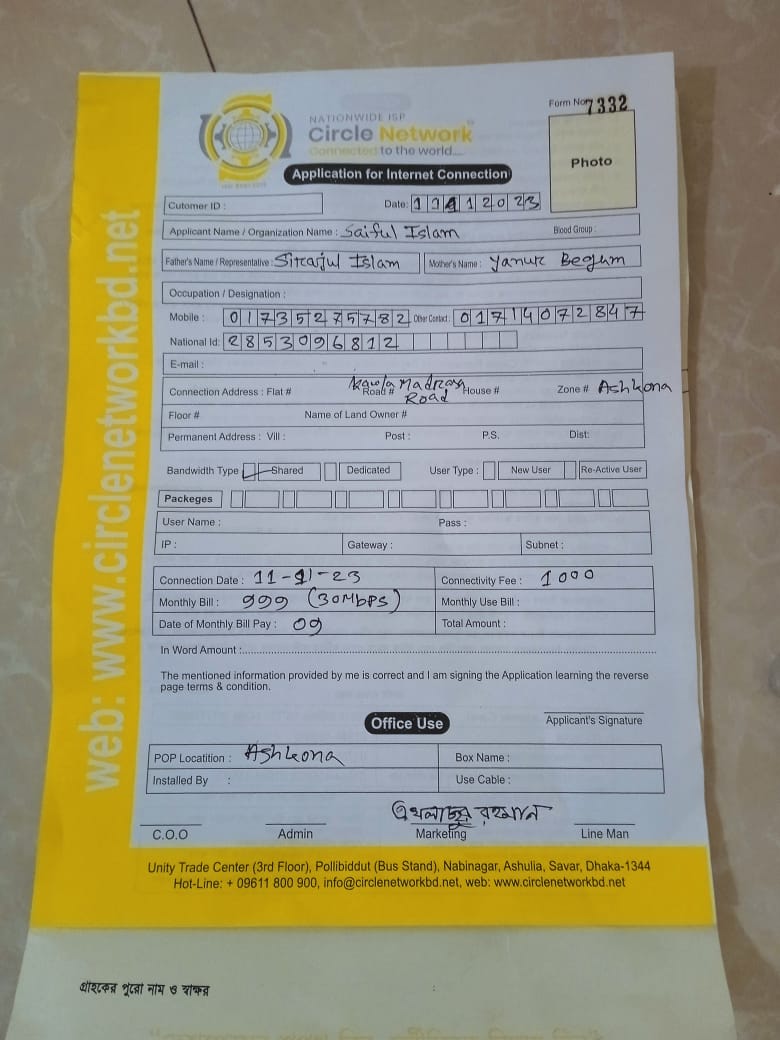 NATIONWIDE ISP
Circle Network
Connected to the world....
Form No: 7332
Photo
Application for Internet Connection
Cutomer ID :
Date: 2023
Applicant Name / Organization Name : Saiful Islam Blood Group :
Father's Name / Representative : Islam Mother's Name : Begum
Occupation / Designation :
Mobile : 01735275782 Other Contact : 01714072847
National Id: 2853096812
E-mail :
Connection Address : Flat # Road # Kawla Madrasa Road House # Zone # Ashkona
Floor # Name of Land Owner #
Permanent Address : Vill : Post : P.S. Dist:
Bandwidth Type Shared Dedicated User Type : New User Re-Active User
Packeges
User Name : Pass :
IP : Gateway : Subnet :
Connection Date : 11-11-23 Connectivity Fee : 1000
Monthly Bill : 999 (30Mbps) Monthly Use Bill :
Date of Monthly Bill Pay : 09 Total Amount :
In Word Amount :
The mentioned information provided by me is correct and I am signing the Application learning the reverse
page terms & condition.
Applicant's Signature
Office Use
POP Locatition : Ashkona Box Name :
Installed By : Use Cable :
এখলাছুর রহমান
C.O.O Admin Marketing Line Man
Unity Trade Center (3rd Floor), Pollibiddut (Bus Stand), Nabinagar, Ashulia, Savar, Dhaka-1344
Hot-Line: + 09611 800 900, info@circlenetworkbd.net, web: www.circlenetworkbd.net
web: www.circlenetworkbd.net
গ্রাহকের পুরো নাম ও স্বাক্ষর